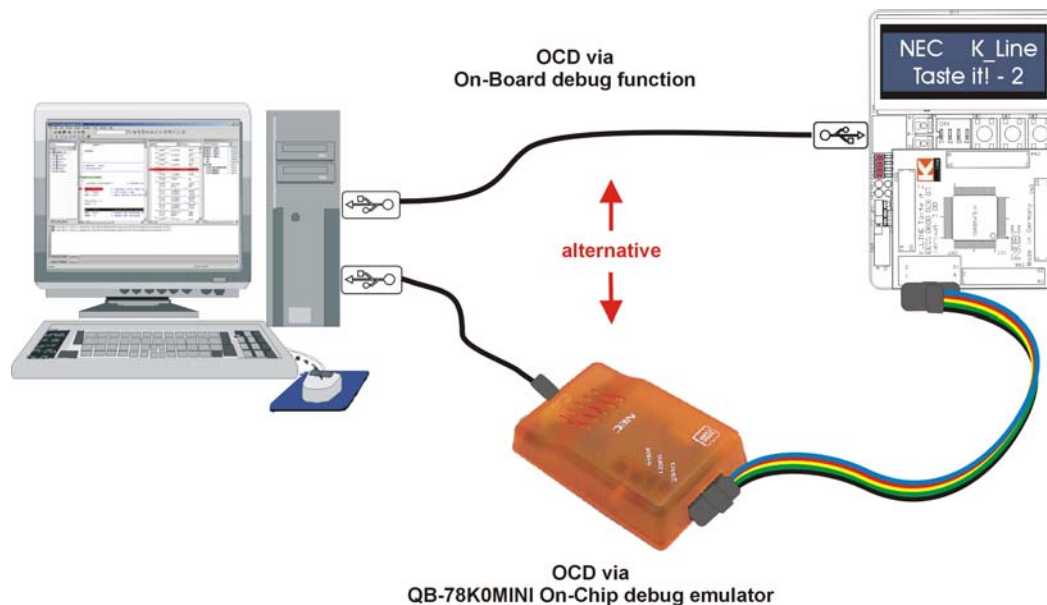 OCD via
On-Board debug function
NEC K_Line
Taste it! - 2
alternative
NEC
OCD via
QB-78K0MINI On-Chip debug emulator